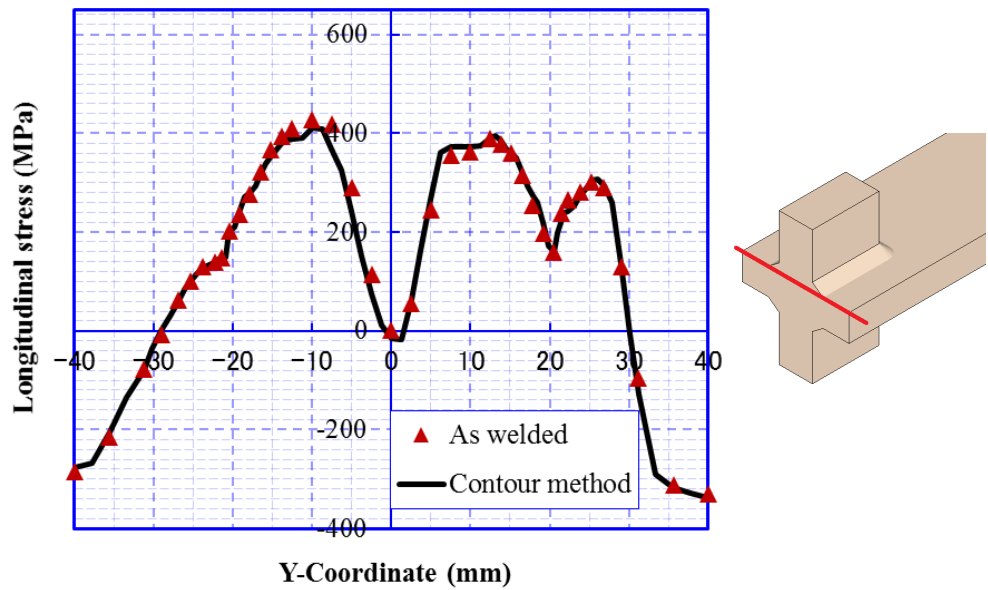 Longitudinal stress (MPa)
600
400
200
0
-40 -30 -20 -10 0 10 20 30 40
-200
-400
As welded
Contour method
Y-Coordinate (mm)